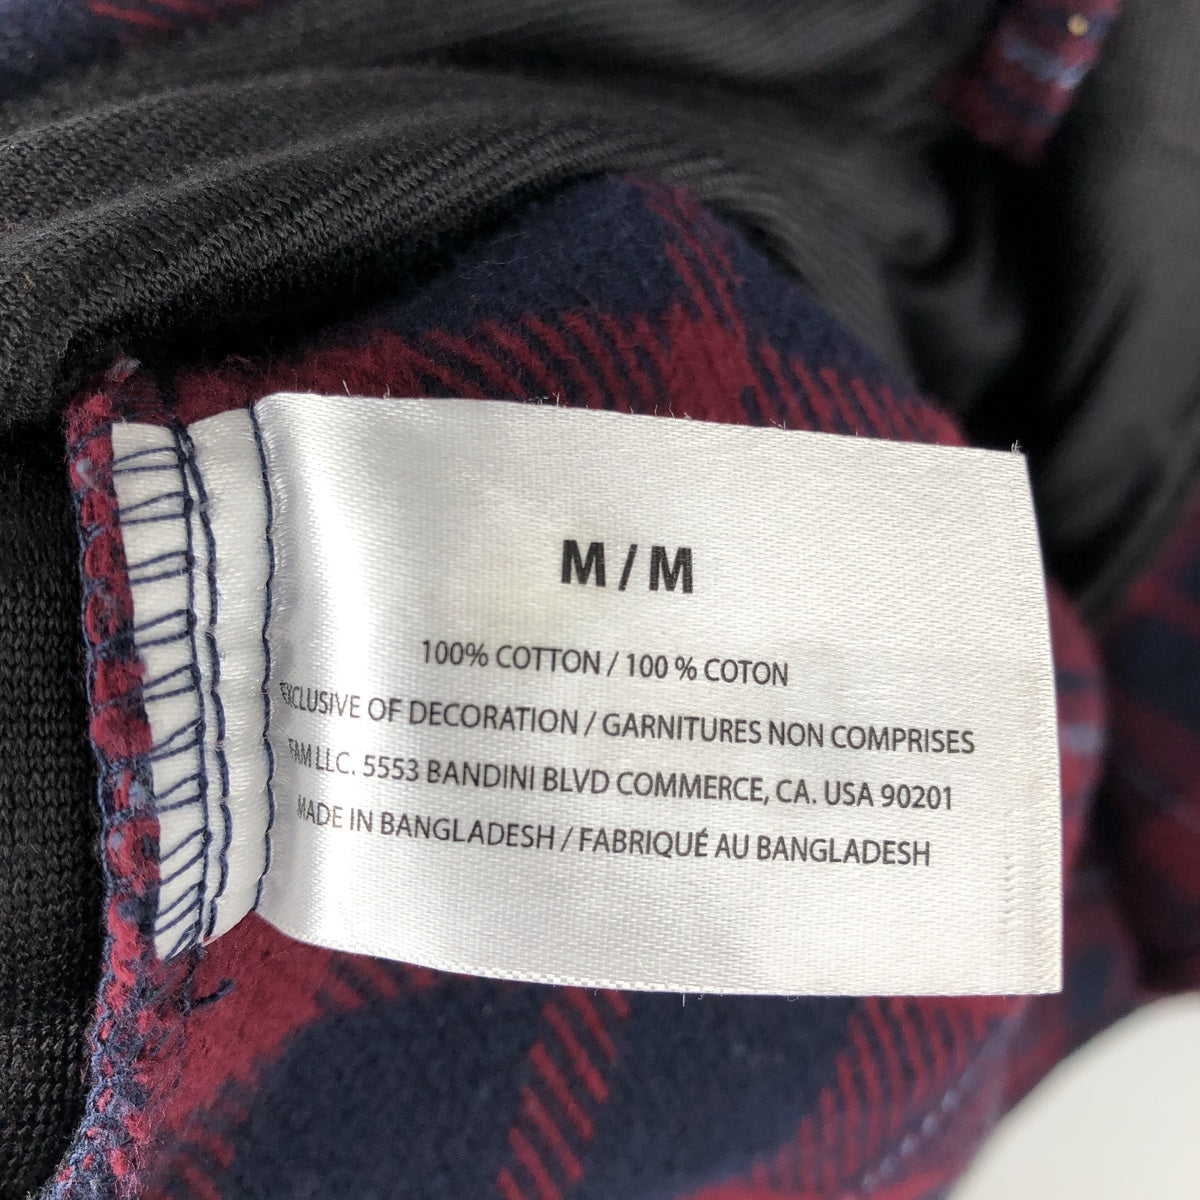 M / M
100% COTTON / 100 % COTON
EXCLUSIVE OF DECORATION / GARNITURES NON COMPRISES
FAM LLC. 5553 BANDINI BLVD COMMERCE, CA. USA 90201
MADE IN BANGLADESH / FABRIQUÉ AU BANGLADESH